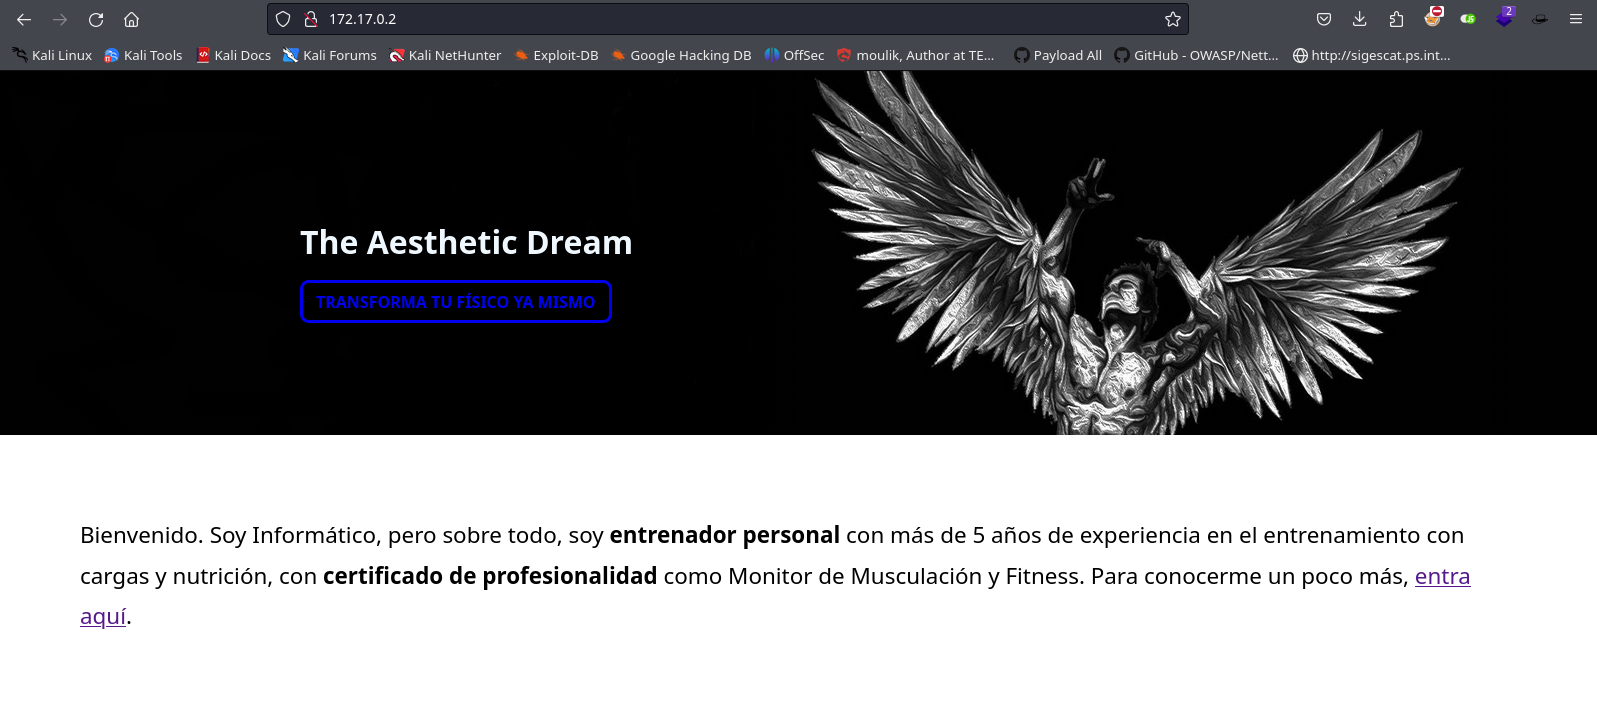 172.17.0.2
2
Kali Linux Kali Tools Kali Docs Kali Forums Kali NetHunter Exploit-DB Google Hacking DB OffSec moulik, Author at TE... Payload All GitHub - OWASP/Nett... http://sigescat.ps.int...
The Aesthetic Dream
TRANSFORMA TU FÍSICO YA MISMO
Bienvenido. Soy Informático, pero sobre todo, soy entrenador personal con más de 5 años de experiencia en el entrenamiento con
cargas y nutrición, con certificado de profesionalidad como Monitor de Musculación y Fitness. Para conocerme un poco más, entra
aquí.